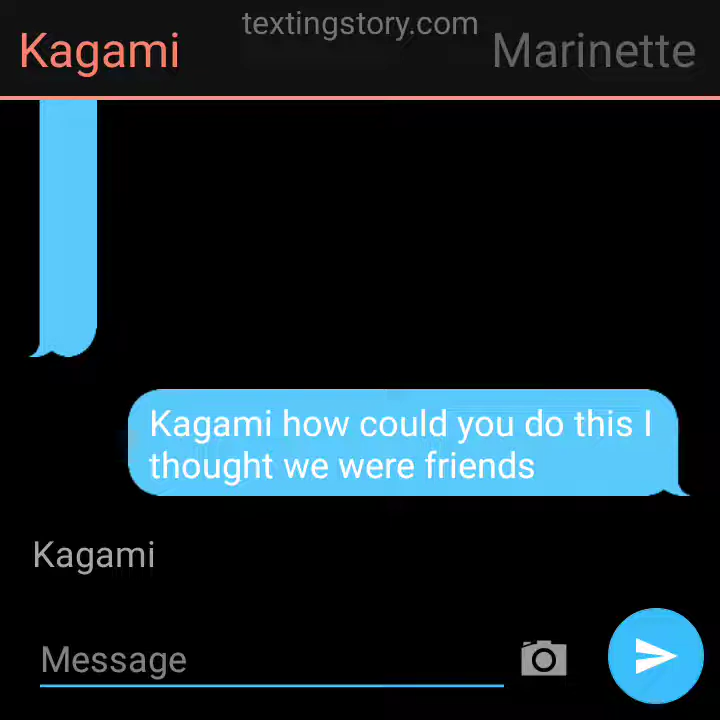 textingstory.com
Kagami
Marinette
Kagami how could you do this I
thought we were friends
Kagami
Message